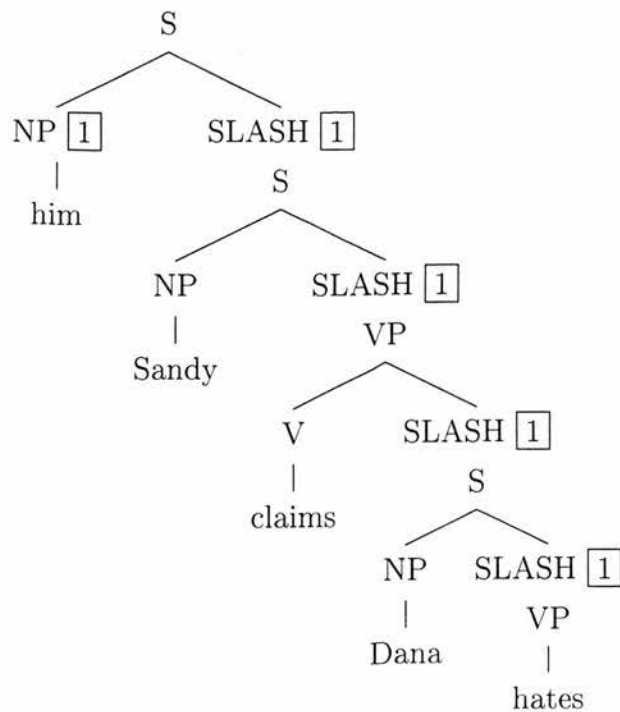 S
NP 1 SLASH 1
him S
NP SLASH 1
Sandy VP
V SLASH 1
claims S
NP SLASH 1
Dana VP
hates